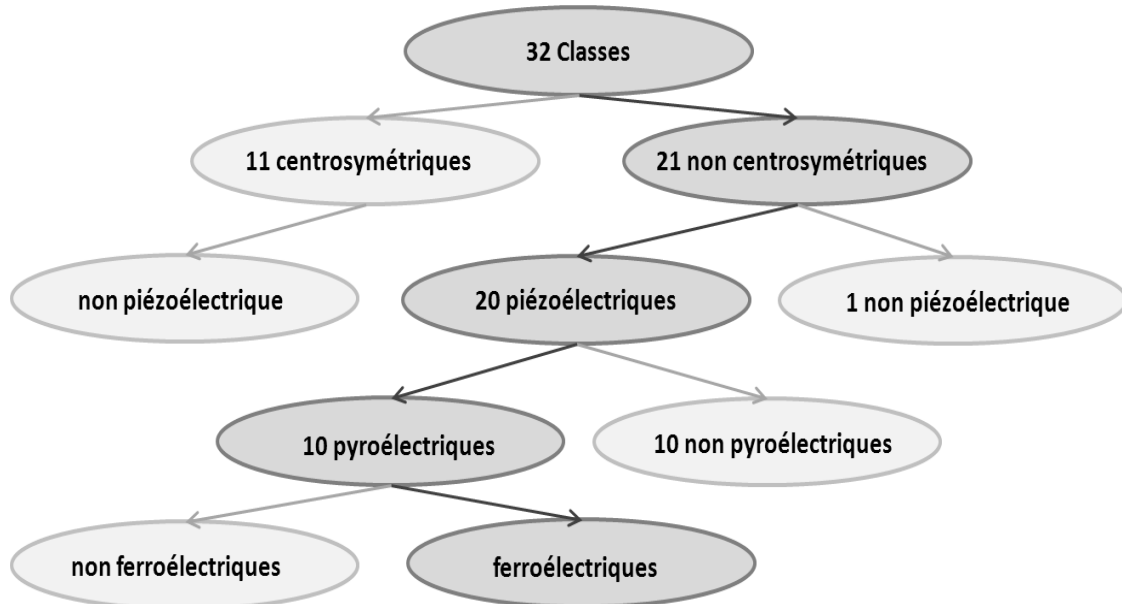 32 Classes
11 centrosymétriques
21 non centrosymétriques
non piézoélectrique
20 piézoélectriques
1 non piézoélectrique
10 pyroélectriques
10 non pyroélectriques
non ferroélectriques
ferroélectriques